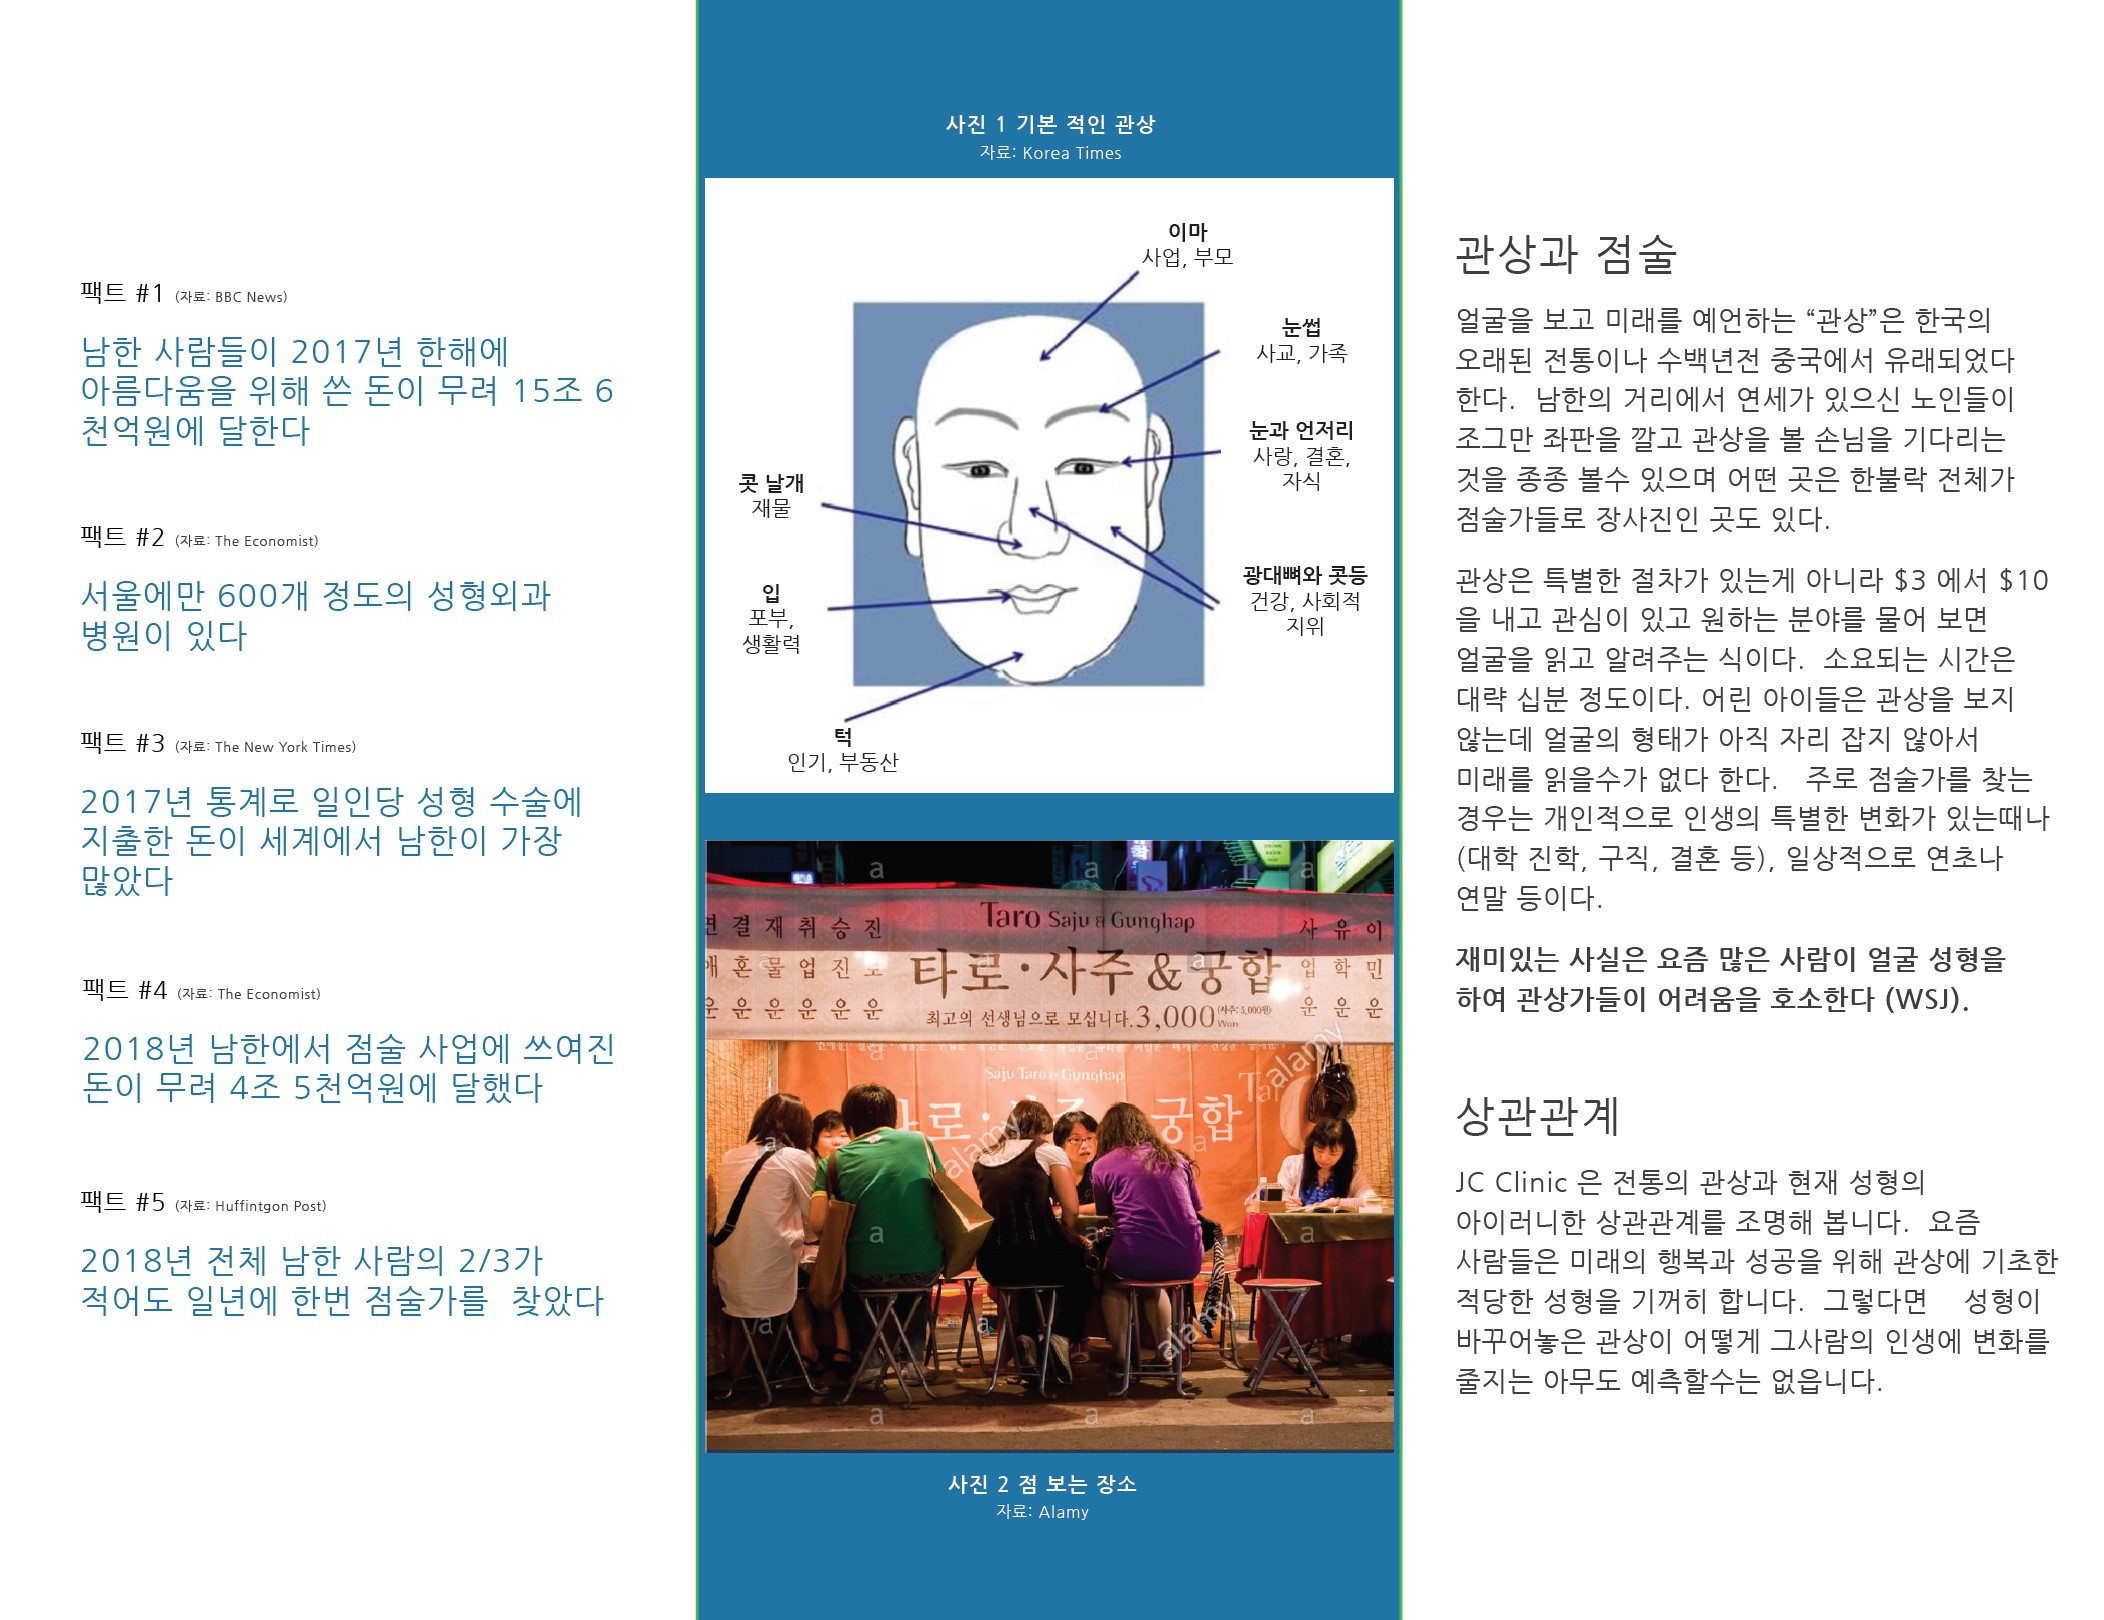 팩트 #1 (자료: BBC News)
남한 사람들이 2017년 한해에
아름다움을 위해 쓴 돈이 무려 15조 6
천억원에 달한다
팩트 #2 (자료: The Economist)
서울에만 600개 정도의 성형외과
병원이 있다
팩트 #3 (자료: The New York Times)
2017년 통계로 일인당 성형 수술에
지출한 돈이 세계에서 남한이 가장
많았다
팩트 #4 (자료: The Economist)
2018년 남한에서 점술 사업에 쓰여진
돈이 무려 4조 5천억원에 달했다
팩트 #5 (자료: Huffintgon Post)
2018년 전체 남한 사람의 2/3가
적어도 일년에 한번 점술가를 찾았다
사진 1 기본 적인 관상
자료: Korea Times
이마
사업, 부모
눈썹
사교, 가족
눈과 언저리
사랑, 결혼,
자식
콧 날개
재물
광대뼈와 콧등
건강, 사회적
지위
입
포부,
생활력
턱
인기, 부동산
Taro Saju & Gunghap
연 결 재 취 승 진
사 유 이
타로·사주 & 궁합
애 혼 물 업 진 로
업 학 민
운 운 운 운 운 운
운 운 운
최고의 선생님으로 모십니다. 3,000 Won (사주: 5,000원)
Saju Taro & Gunghap
타로·사주 궁합
alamy
alamy
alamy
사진 2 점 보는 장소
자료: Alamy
관상과 점술
얼굴을 보고 미래를 예언하는 “관상”은 한국의
오래된 전통이나 수백년전 중국에서 유래되었다
한다. 남한의 거리에서 연세가 있으신 노인들이
조그만 좌판을 깔고 관상을 볼 손님을 기다리는
것을 종종 볼수 있으며 어떤 곳은 한불락 전체가
점술가들로 장사진인 곳도 있다.
관상은 특별한 절차가 있는게 아니라 $3 에서 $10
을 내고 관심이 있고 원하는 분야를 물어 보면
얼굴을 읽고 알려주는 식이다. 소요되는 시간은
대략 십분 정도이다. 어린 아이들은 관상을 보지
않는데 얼굴의 형태가 아직 자리 잡지 않아서
미래를 읽을수가 없다 한다. 주로 점술가를 찾는
경우는 개인적으로 인생의 특별한 변화가 있는때나
(대학 진학, 구직, 결혼 등), 일상적으로 연초나
연말 등이다.
재미있는 사실은 요즘 많은 사람이 얼굴 성형을
하여 관상가들이 어려움을 호소한다 (WSJ).
상관관계
JC Clinic 은 전통의 관상과 현재 성형의
아이러니한 상관관계를 조명해 봅니다. 요즘
사람들은 미래의 행복과 성공을 위해 관상에 기초한
적당한 성형을 기꺼히 합니다. 그렇다면 성형이
바꾸어놓은 관상이 어떻게 그사람의 인생에 변화를
줄지는 아무도 예측할수는 없읍니다.